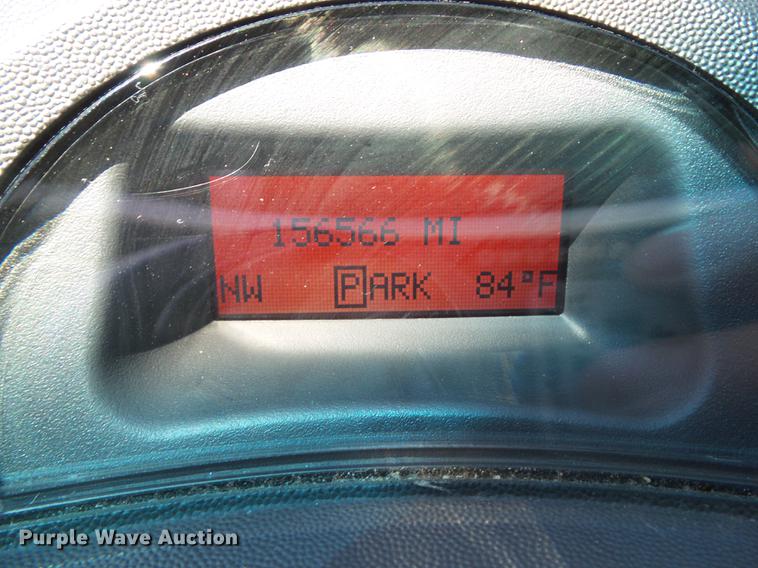 156566 MI
NW PARK 84°F
Purple Wave Auction